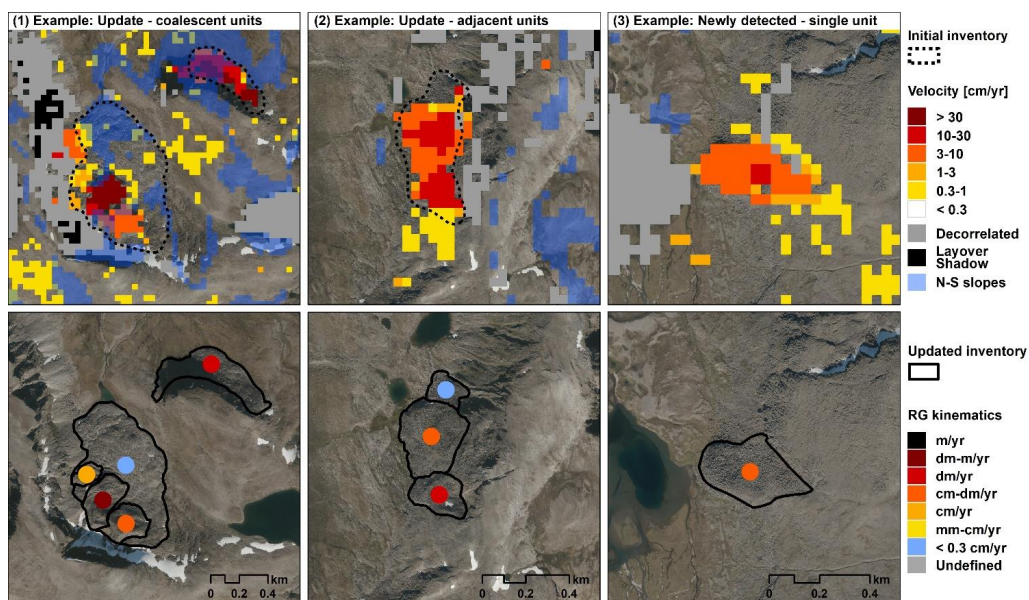 (1) Example: Update - coalescent units
(2) Example: Update - adjacent units
(3) Example: Newly detected - single unit
Initial inventory
Velocity [cm/yr]
> 30
10-30
3-10
1-3
0.3-1
< 0.3
Decorrelated
Layover
Shadow
N-S slopes
Updated inventory
RG kinematics
m/yr
dm-m/yr
dm/yr
cm-dm/yr
cm/yr
mm-cm/yr
< 0.3 cm/yr
Undefined
km
0 0.2 0.4
km
0 0.2 0.4
km
0 0.2 0.4